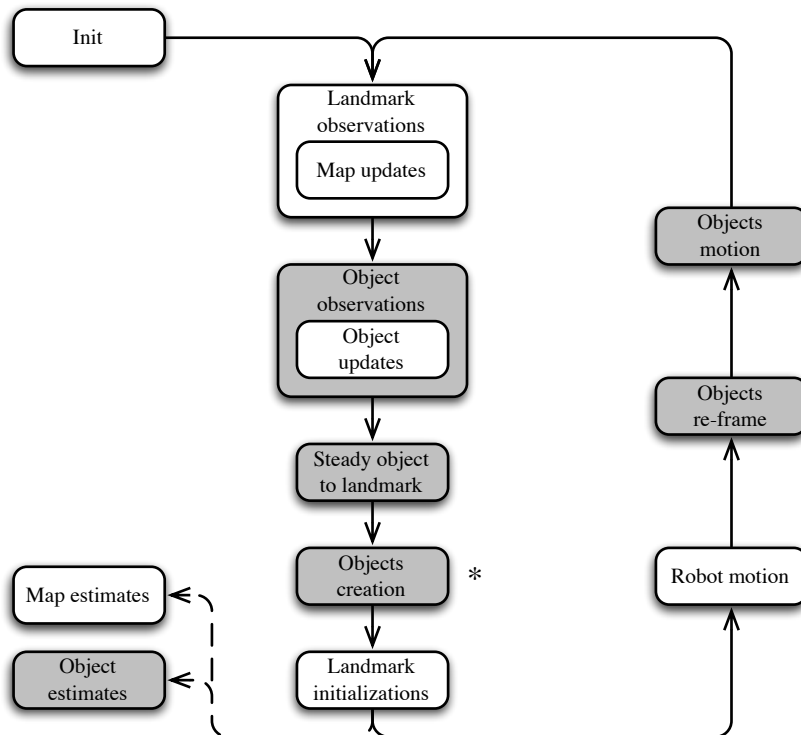 Init
Landmark
observations
Map updates
Object
observations
Object
updates
Steady object
to landmark
Objects
creation
*
Landmark
initializations
Map estimates
Object
estimates
Robot motion
Objects
re-frame
Objects
motion